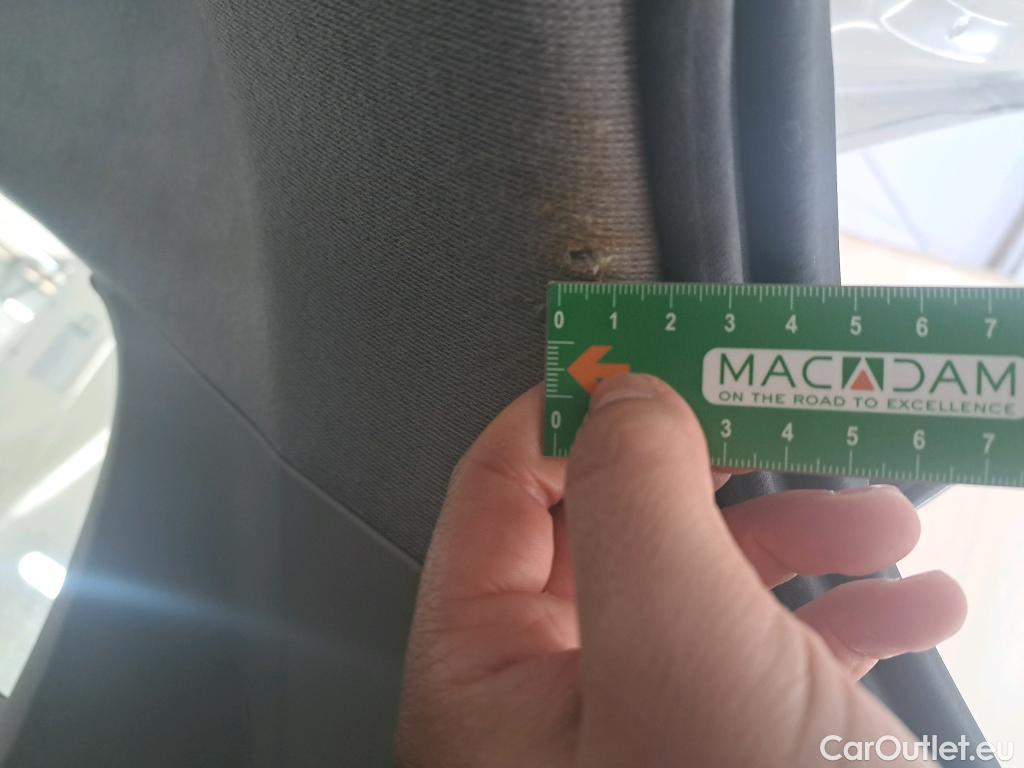 0 1 2 3 4 5 6 7
MACADAM
ON THE ROAD TO EXCELLENCE
0 3 4 5 6 7
CarOutlet.eu